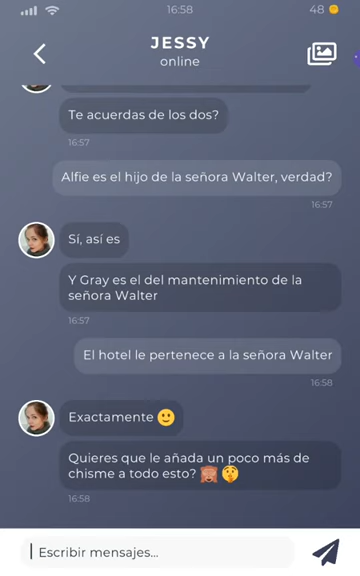 16:58
48
JESSY
online
Te acuerdas de los dos?
16:57
Alfie es el hijo de la señora Walter, verdad?
16:57
Sí, así es
Y Gray es el del mantenimiento de la
señora Walter
16:57
El hotel le pertenece a la señora Walter
16:58
Exactamente 🙂
Quieres que le añada un poco más de
chisme a todo esto? 🙈🤫
16:58
Escribir mensajes...